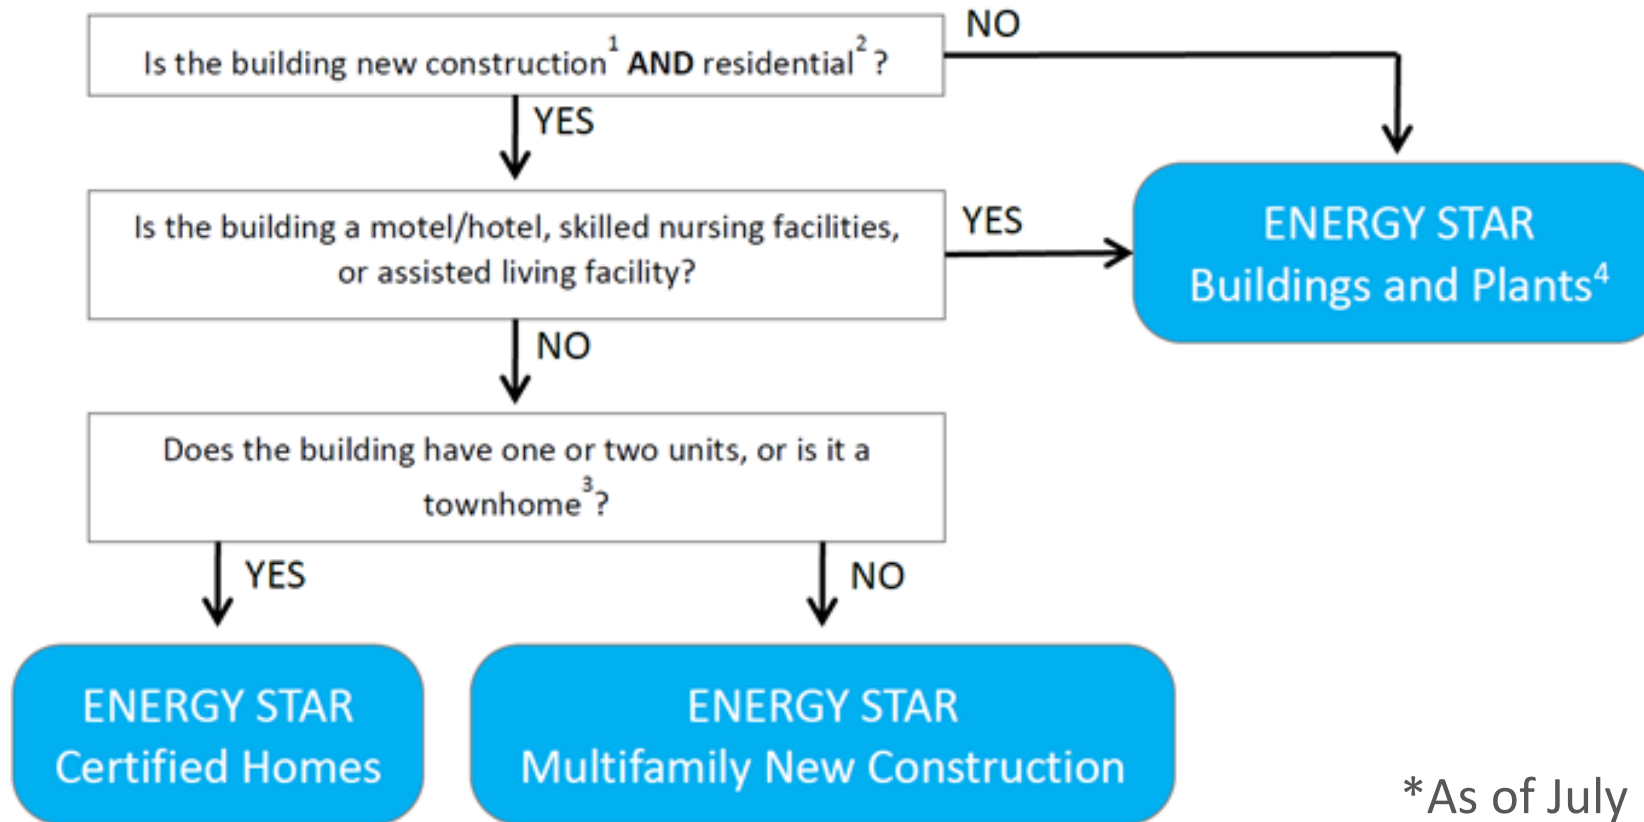 NO
Is the building new construction¹ AND residential²?
YES
Is the building a motel/hotel, skilled nursing facilities,
or assisted living facility?
YES
ENERGY STAR
Buildings and Plants⁴
NO
Does the building have one or two units, or is it a
townhome³?
YES
NO
ENERGY STAR
Certified Homes
ENERGY STAR
Multifamily New Construction
*As of July